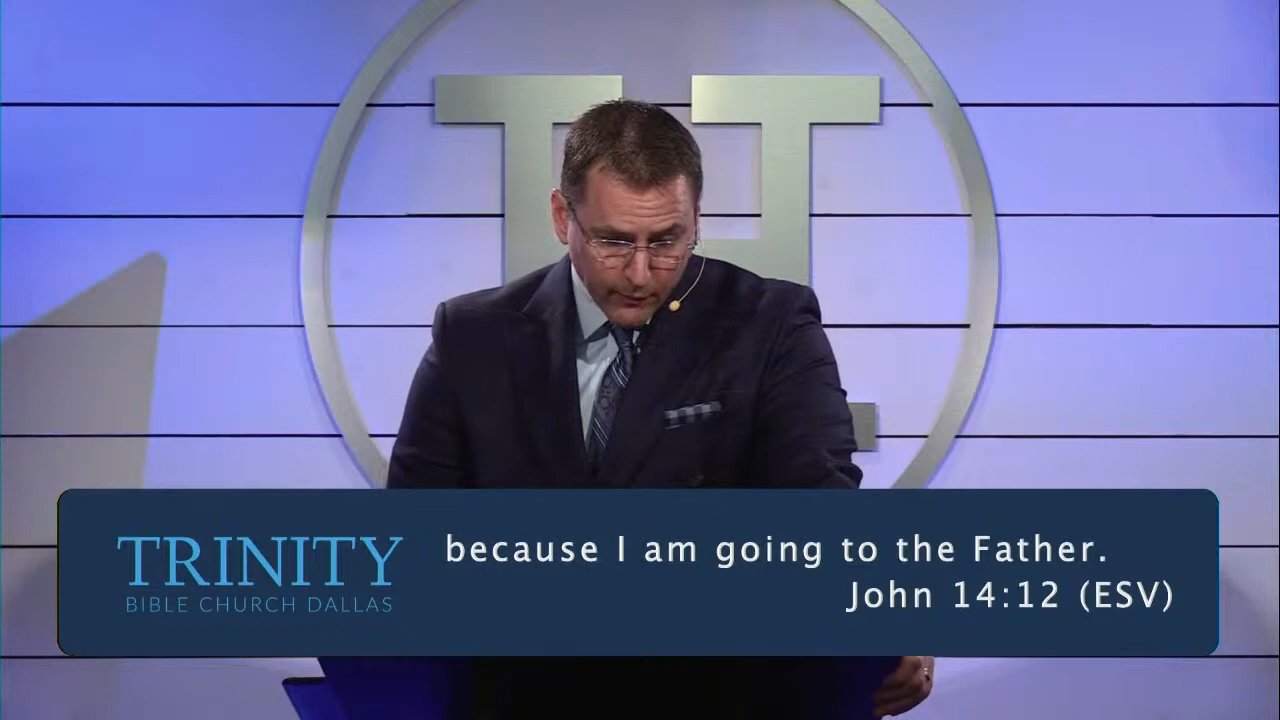 TRINITY
BIBLE CHURCH DALLAS
because I am going to the Father.
John 14:12 (ESV)